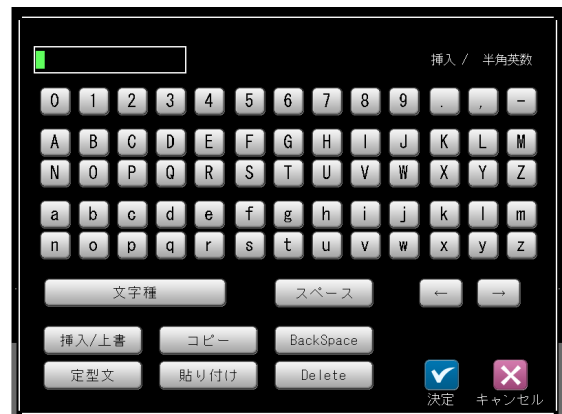 挿入 / 半角英数
0 1 2 3 4 5 6 7 8 9 . , -
A B C D E F G H I J K L M
N O P Q R S T U V W X Y Z
a b c d e f g h i j k l m
n o p q r s t u v w x y z
文字種 スペース ← →
挿入/上書 コピー BackSpace
定型文 貼り付け Delete
決定 キャンセル